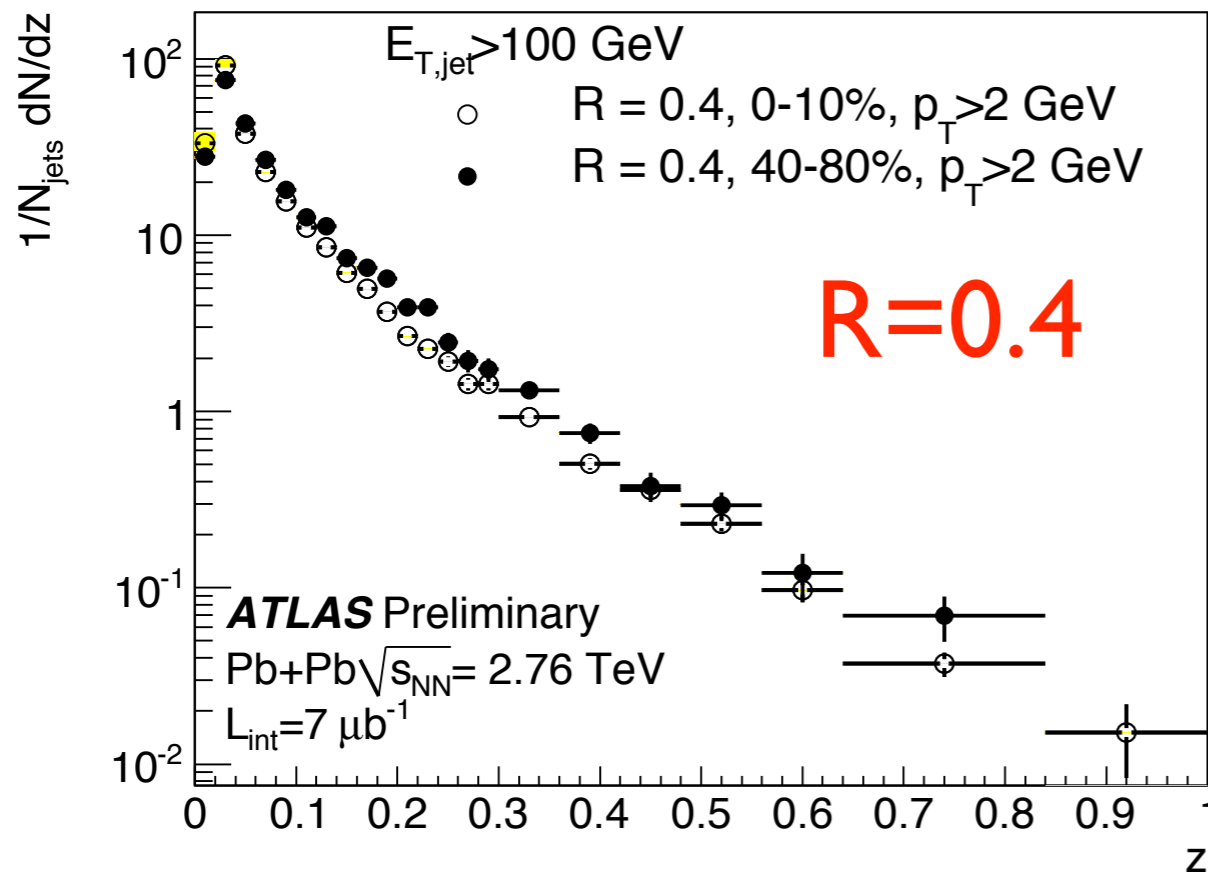 1/N_jets dN/dz
E_T,jet>100 GeV
R = 0.4, 0-10%, p_T>2 GeV
R = 0.4, 40-80%, p_T>2 GeV
R=0.4
ATLAS Preliminary
Pb+Pb √s_NN= 2.76 TeV
L_int=7 μb^-1
10^2
10
1
10^-1
10^-2
0 0.1 0.2 0.3 0.4 0.5 0.6 0.7 0.8 0.9 1
z